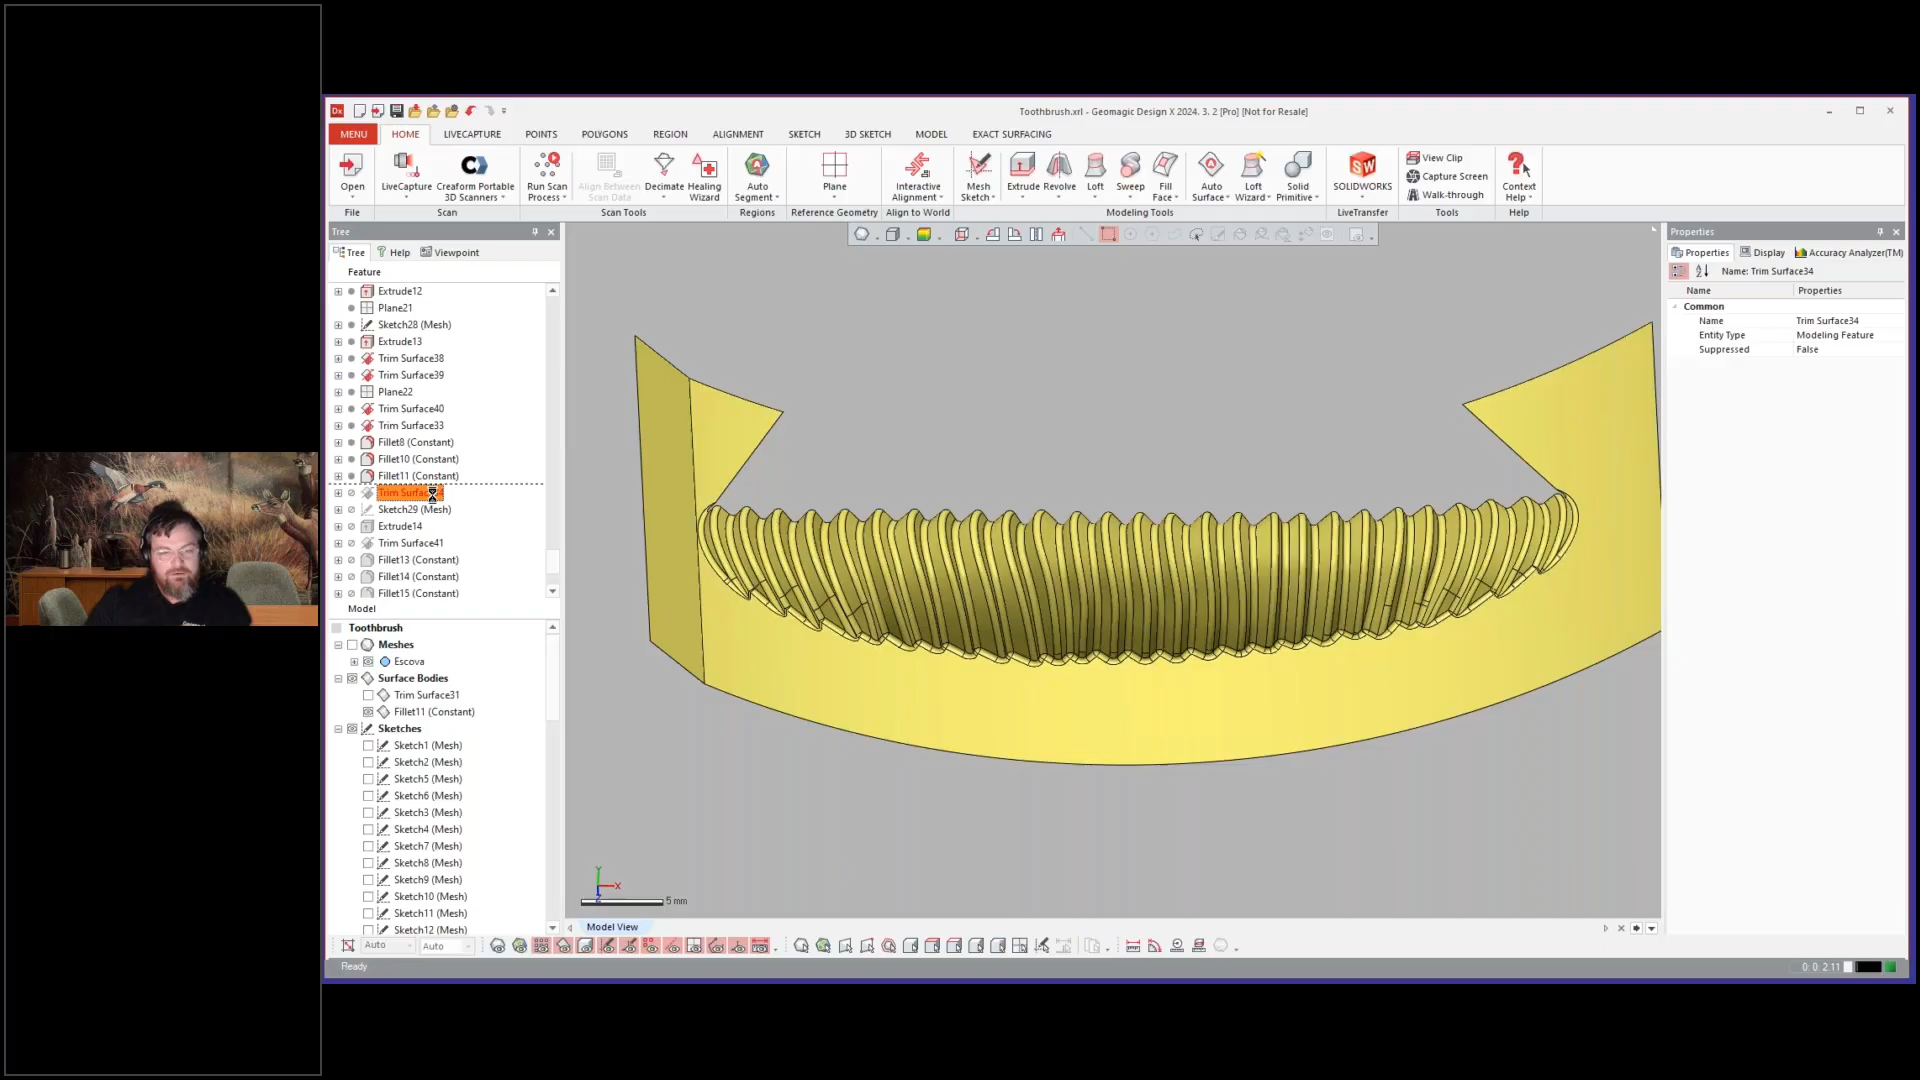 Dx
Toothbrush.xrl - Geomagic Design X 2024. 3. 2 [Pro] [Not for Resale]
MENU HOME LIVECAPTURE POINTS POLYGONS REGION ALIGNMENT SKETCH 3D SKETCH MODEL EXACT SURFACING
Open LiveCapture Creaform Portable 3D Scanners Run Scan Process Align Between Scan Data Decimate Healing Wizard Auto Segment Plane Interactive Alignment Mesh Sketch Extrude Revolve Loft Sweep Fill Face Auto Surface Loft Wizard Solid Primitive SOLIDWORKS View Clip Capture Screen Walk-through Context Help
File Scan Scan Tools Regions Reference Geometry Align to World Modeling Tools LiveTransfer Tools Help
Tree
Tree Help Viewpoint
Feature
Extrude12
Plane21
Sketch28 (Mesh)
Extrude13
Trim Surface38
Trim Surface39
Plane22
Trim Surface40
Trim Surface33
Fillet8 (Constant)
Fillet10 (Constant)
Fillet11 (Constant)
Trim Surface34
Sketch29 (Mesh)
Extrude14
Trim Surface41
Fillet13 (Constant)
Fillet14 (Constant)
Fillet15 (Constant)
Model
Toothbrush
Meshes
Escova
Surface Bodies
Trim Surface31
Fillet11 (Constant)
Sketches
Sketch1 (Mesh)
Sketch2 (Mesh)
Sketch5 (Mesh)
Sketch6 (Mesh)
Sketch3 (Mesh)
Sketch4 (Mesh)
Sketch7 (Mesh)
Sketch8 (Mesh)
Sketch9 (Mesh)
Sketch10 (Mesh)
Sketch11 (Mesh)
Sketch12 (Mesh)
Y
X
Z
5 mm
Model View
Properties
Properties Display Accuracy Analyzer(TM)
Name: Trim Surface34
Name Properties
Common
Name Trim Surface34
Entity Type Modeling Feature
Suppressed False
Auto Auto
Ready
0: 0: 2.11